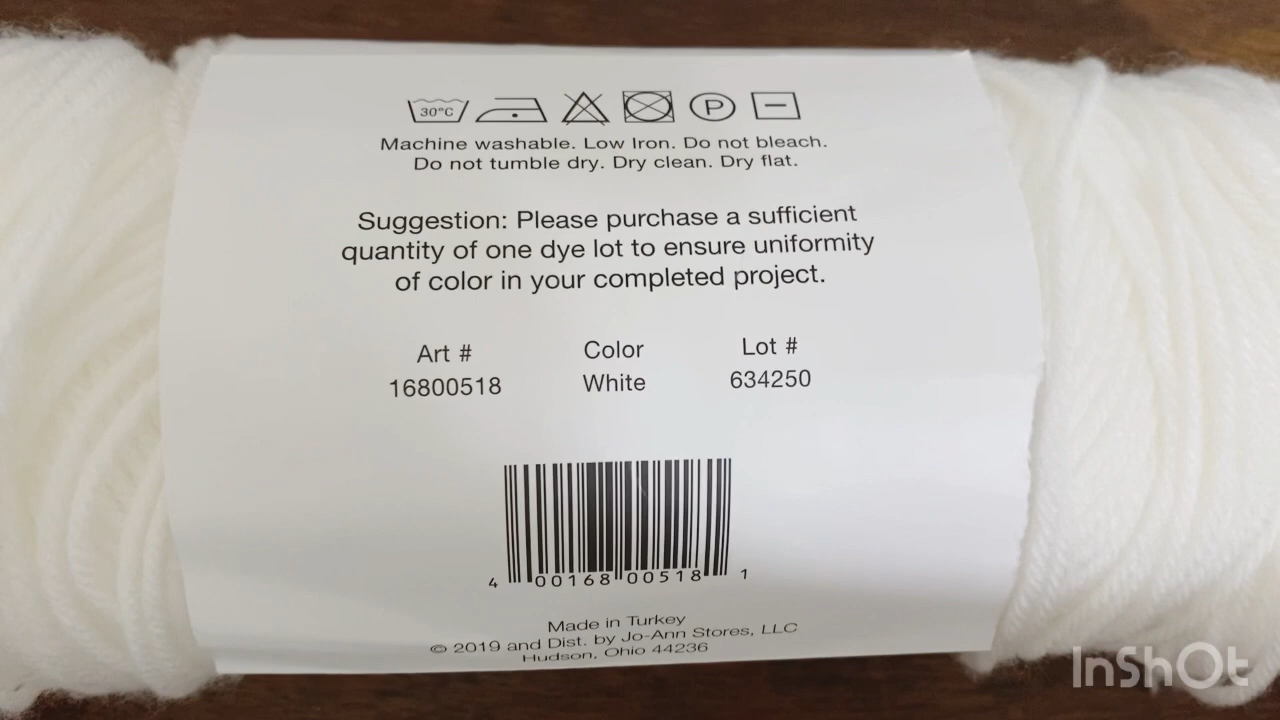 30°C
P
Machine washable. Low Iron. Do not bleach.
Do not tumble dry. Dry clean. Dry flat.
Suggestion: Please purchase a sufficient
quantity of one dye lot to ensure uniformity
of color in your completed project.
Art # Color Lot #
16800518 White 634250
4 00168 00518 1
Made in Turkey
© 2019 and Dist. by Jo-Ann Stores, LLC
Hudson, Ohio 44236
InShOt